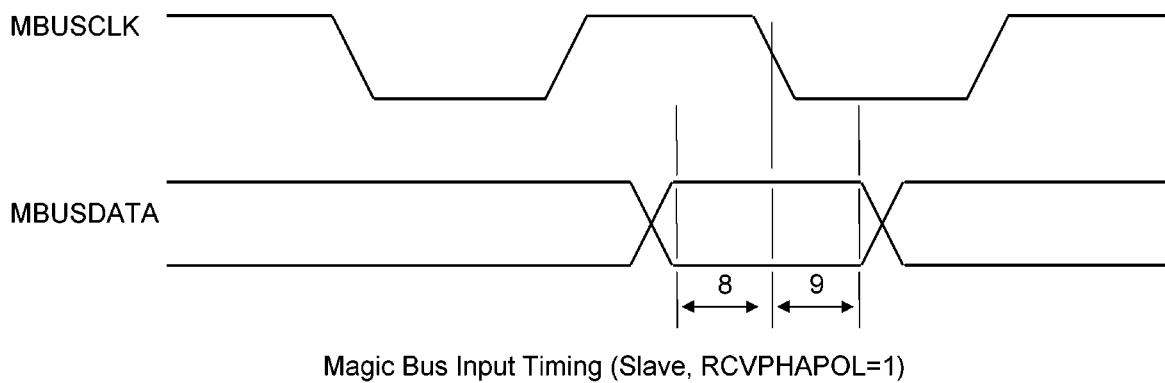 MBUSCLK
MBUSDATA
8 9
Magic Bus Input Timing (Slave, RCVPHAPOL=1)